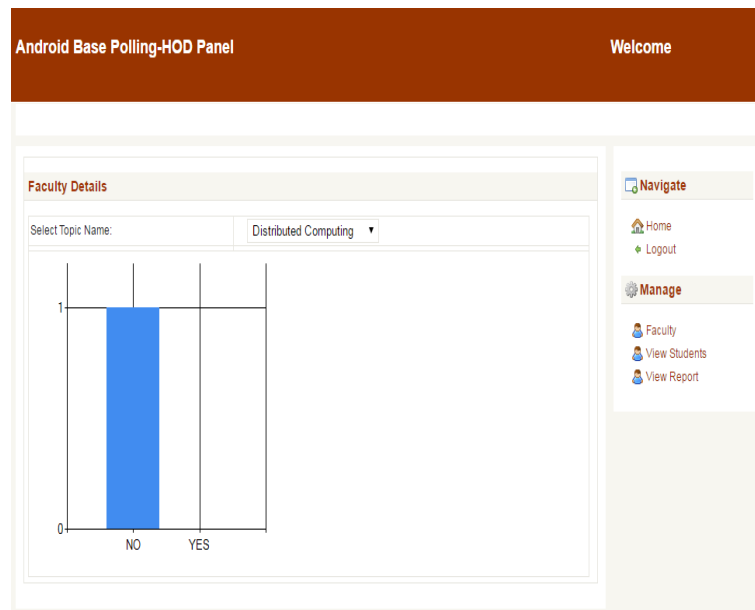 Android Base Polling-HOD Panel
Welcome
Faculty Details
Select Topic Name:
Distributed Computing
1
0
NO
YES
Navigate
Home
Logout
Manage
Faculty
View Students
View Report